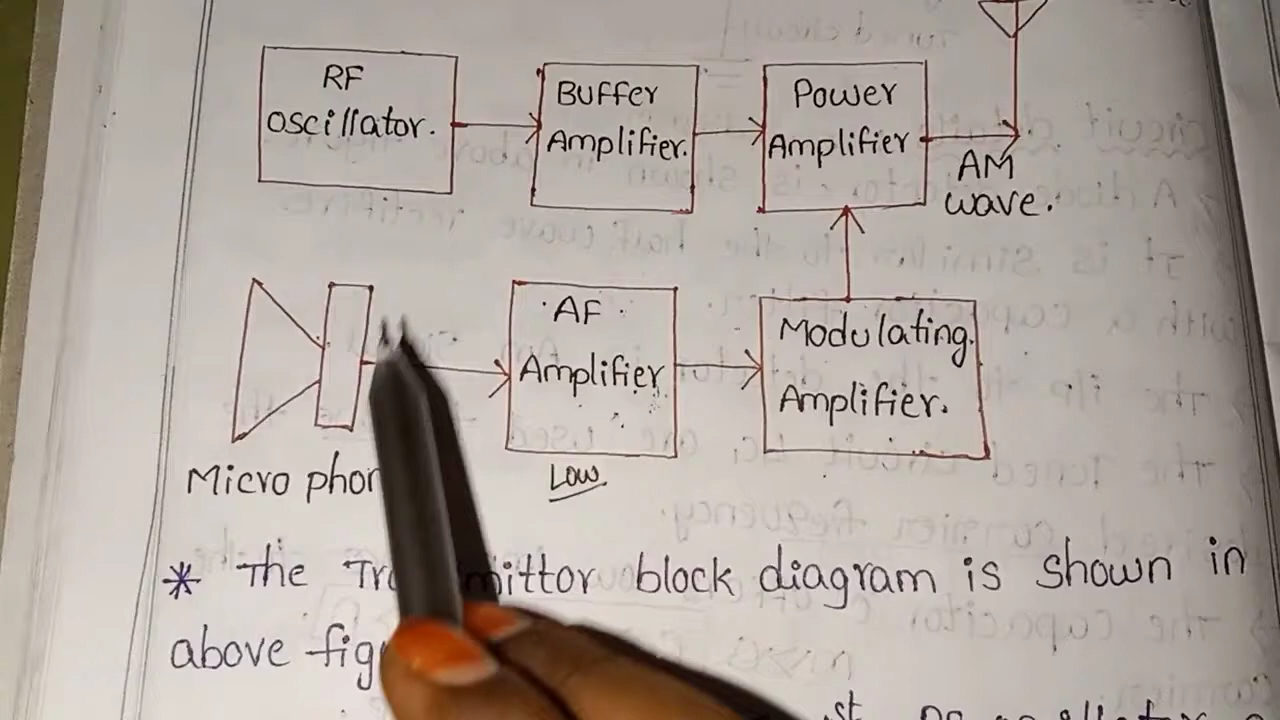 RF
oscillator.
Buffer
Amplifier.
Power
Amplifier
AM
wave.
AF
Amplifier
Low
Modulating
Amplifier.
Micro
* The block diagram is shown in
above